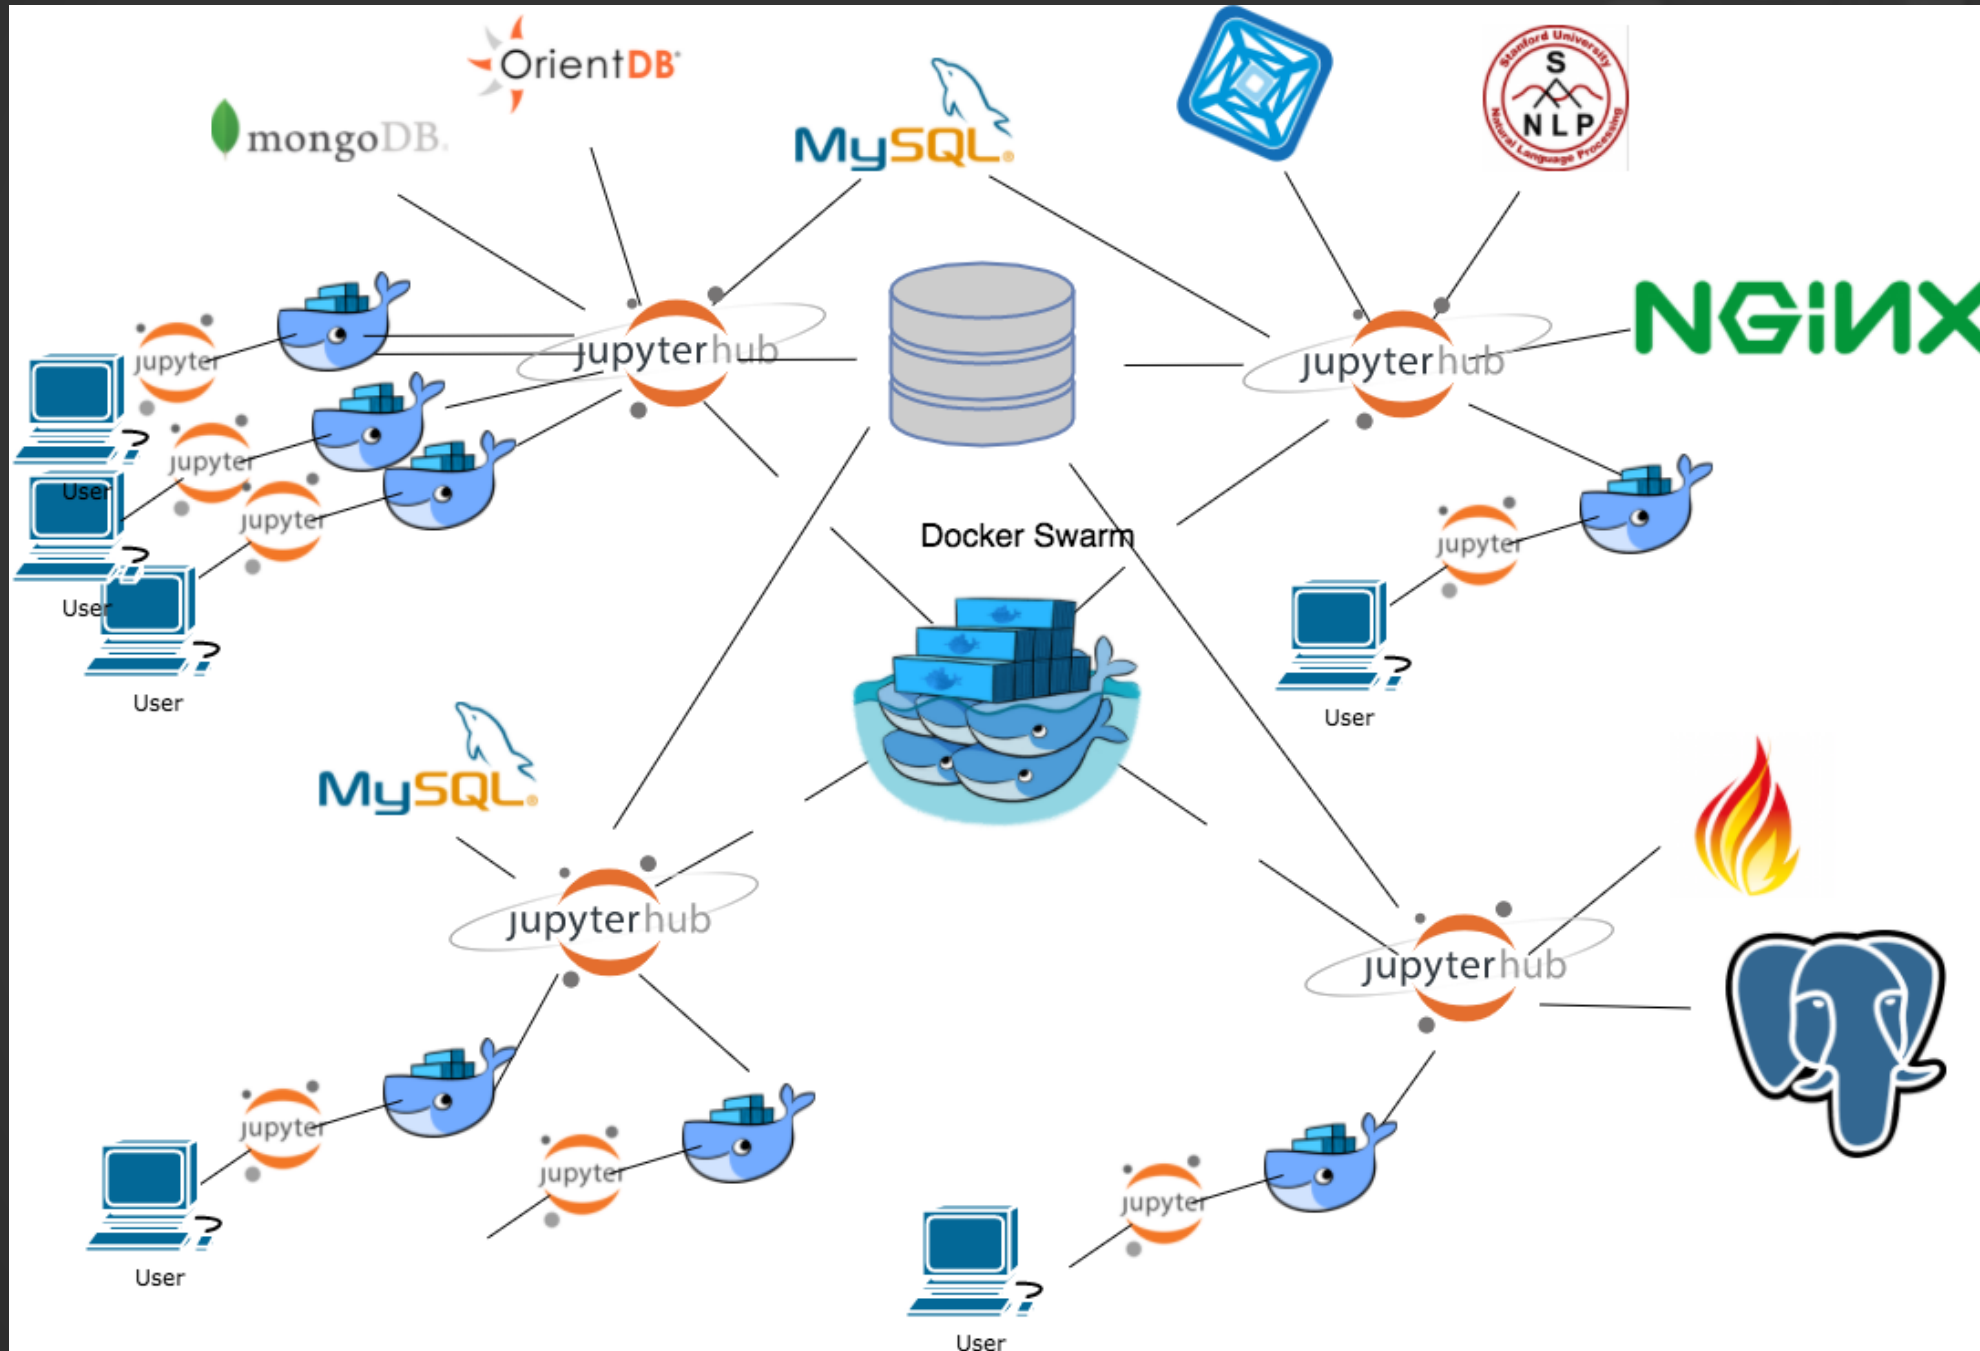 OrientDB
mongoDB.
MySQL®
Stanford University
S
NLP
Natural Language Processing
NGiNX
jupyterhub
jupyterhub
jupyter
jupyter
jupyter
User
User
User
Docker Swarm
jupyter
User
MySQL®
jupyterhub
jupyterhub
jupyter
User
jupyter
jupyter
User